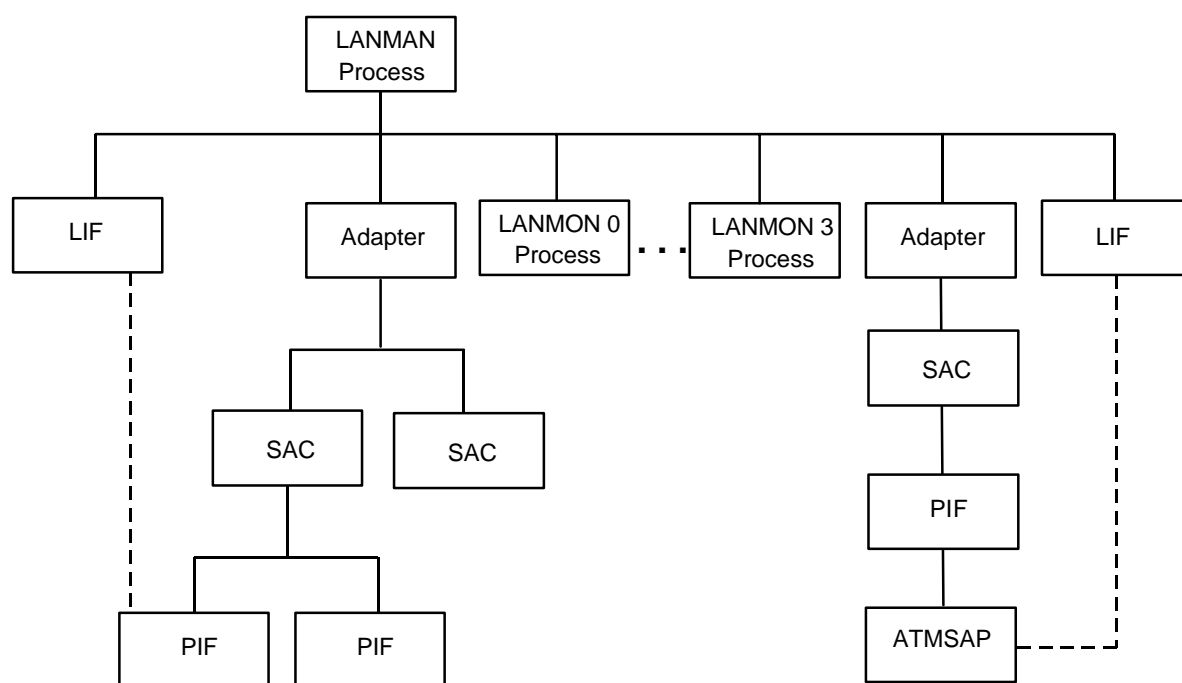 LANMAN
Process
LIF
Adapter
LANMON 0
Process
. . .
LANMON 3
Process
Adapter
LIF
SAC
SAC
SAC
PIF
PIF
PIF
ATMSAP